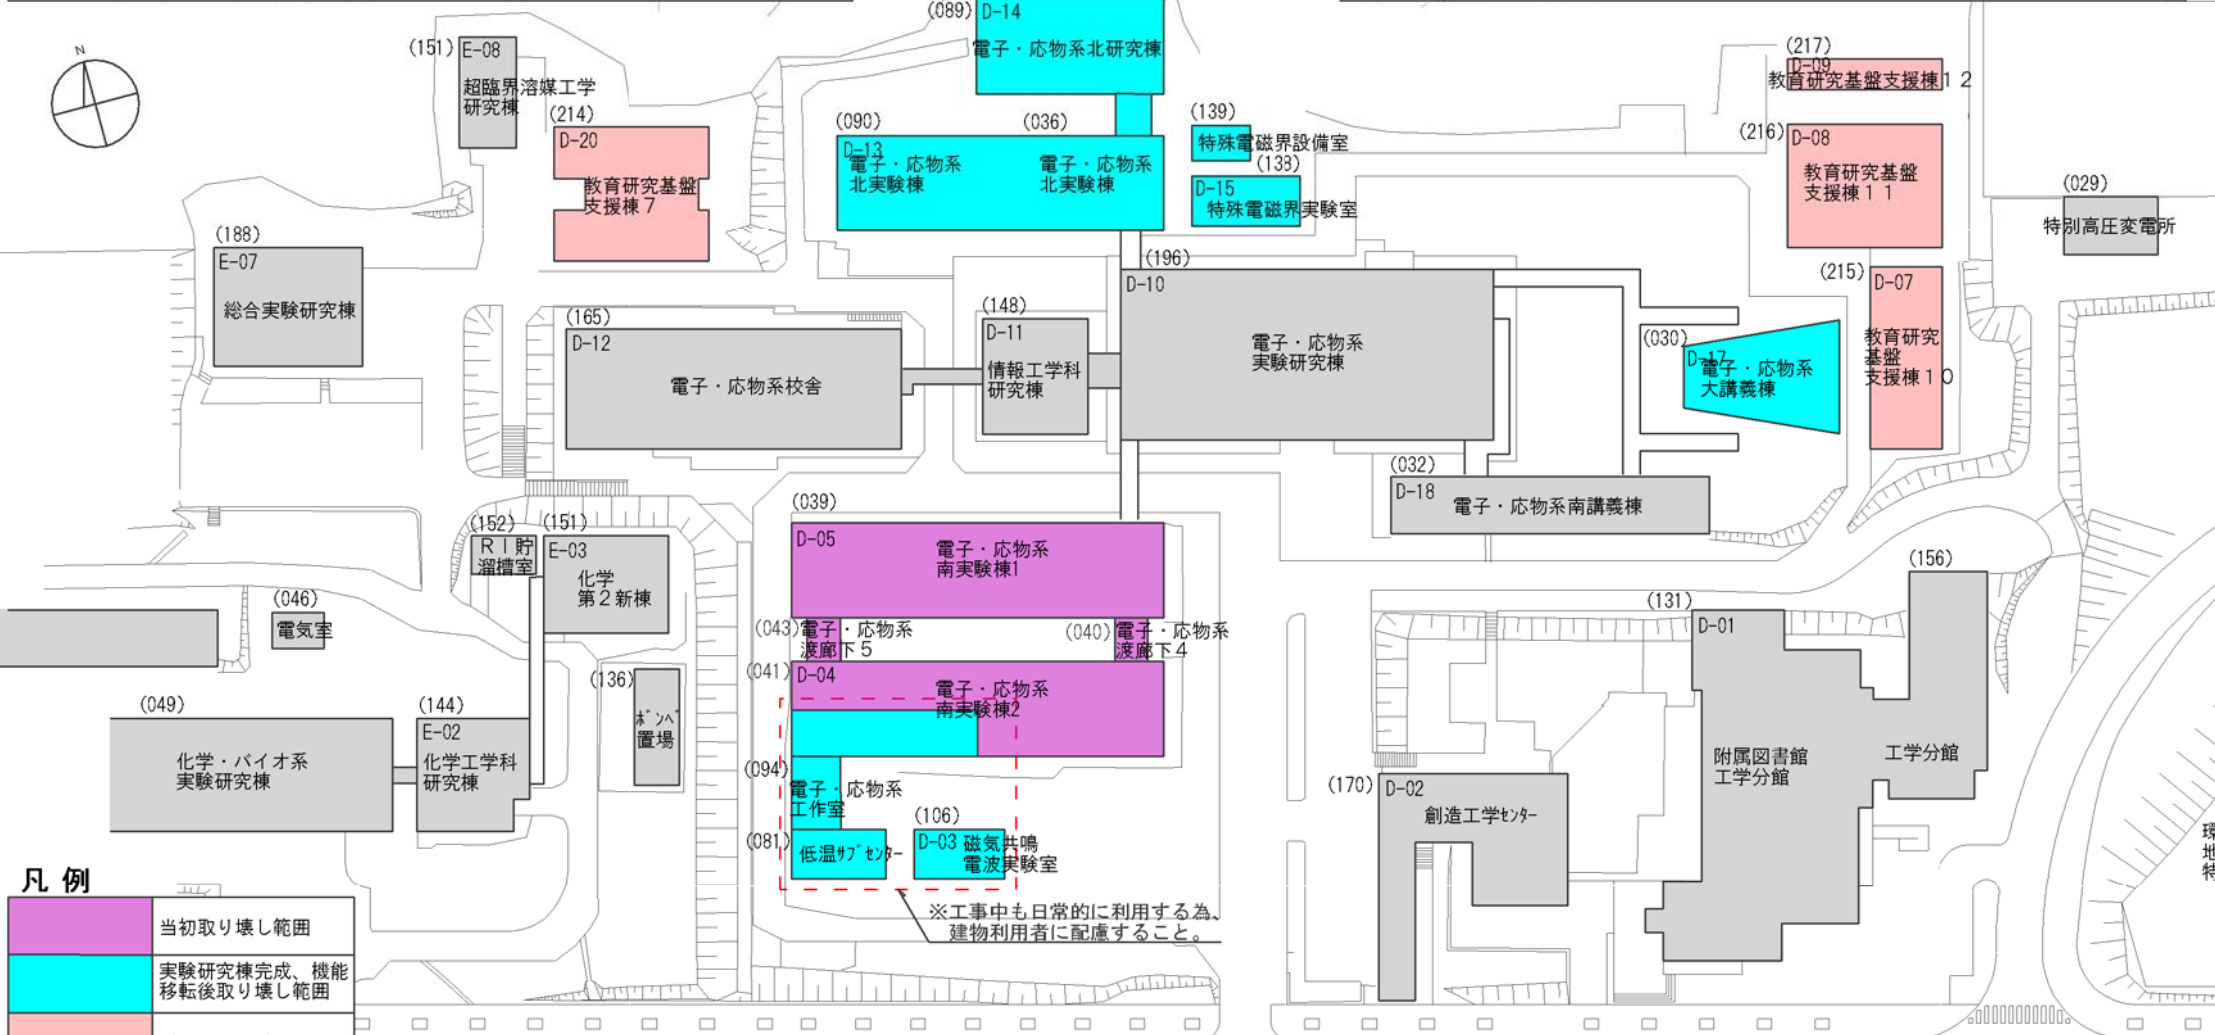 N
(089)
D-14
電子・応物系北研究棟
(151)
E-08
超臨界溶媒工学
研究棟
(214)
D-20
教育研究基盤
支援棟７
(090)
(036)
D-13
電子・応物系
北実験棟
電子・応物系
北実験棟
(139)
特殊電磁界設備室
(138)
D-15
特殊電磁界実験室
(217)
D-09
教育研究基盤支援棟１２
(216)
D-08
教育研究基盤
支援棟１１
(029)
特別高圧変電所
(188)
E-07
総合実験研究棟
(196)
D-10
電子・応物系
実験研究棟
(215)
D-07
教育研究
基盤
支援棟１０
(165)
D-12
電子・応物系校舎
(148)
D-11
情報工学科
研究棟
(030)
D-17
電子・応物系
大講義棟
(032)
D-18
電子・応物系南講義棟
(039)
D-05
電子・応物系
南実験棟1
(152)
ＲＩ貯
溜槽室
(151)
E-03
化学
第２新棟
(046)
電気室
(043)
電子・応物系
渡廊下５
(040)
電子・応物系
渡廊下４
(041)
D-04
電子・応物系
南実験棟2
(156)
(131)
D-01
附属図書館
工学分館
工学分館
(136)
ボンベ
置場
(049)
化学・バイオ系
実験研究棟
(144)
E-02
化学工学科
研究棟
(094)
電子・応物系
工作室
(081)
低温サブセンター
(106)
D-03
磁気共鳴
電波実験室
(170)
D-02
創造工学センター
環
地
特
※工事中も日常的に利用する為、
建物利用者に配慮すること。
凡 例
当初取り壊し範囲
実験研究棟完成、機能
移転後取り壊し範囲